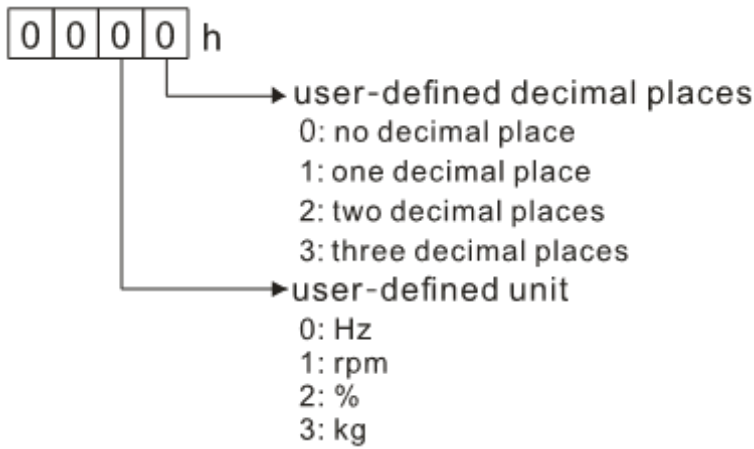 0 0 0 0 h
user-defined decimal places
0: no decimal place
1: one decimal place
2: two decimal places
3: three decimal places
user-defined unit
0: Hz
1: rpm
2: %
3: kg